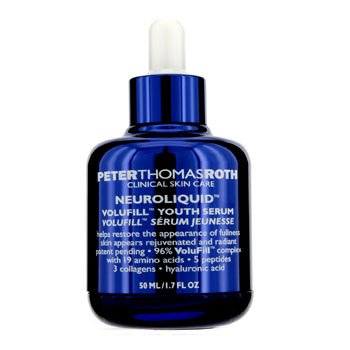 PETERTHOMASROTH
CLINICAL SKIN CARE
NEUROLIQUID™
VOLUFILL™ YOUTH SERUM
VOLUFILL™ SÉRUM JEUNESSE
helps restore the appearance of fullness
skin appears rejuvenated and radiant
patent pending • 96% VoluFill™ complex
with 19 amino acids • 5 peptides
3 collagens • hyaluronic acid
50 ML/1.7 FL OZ